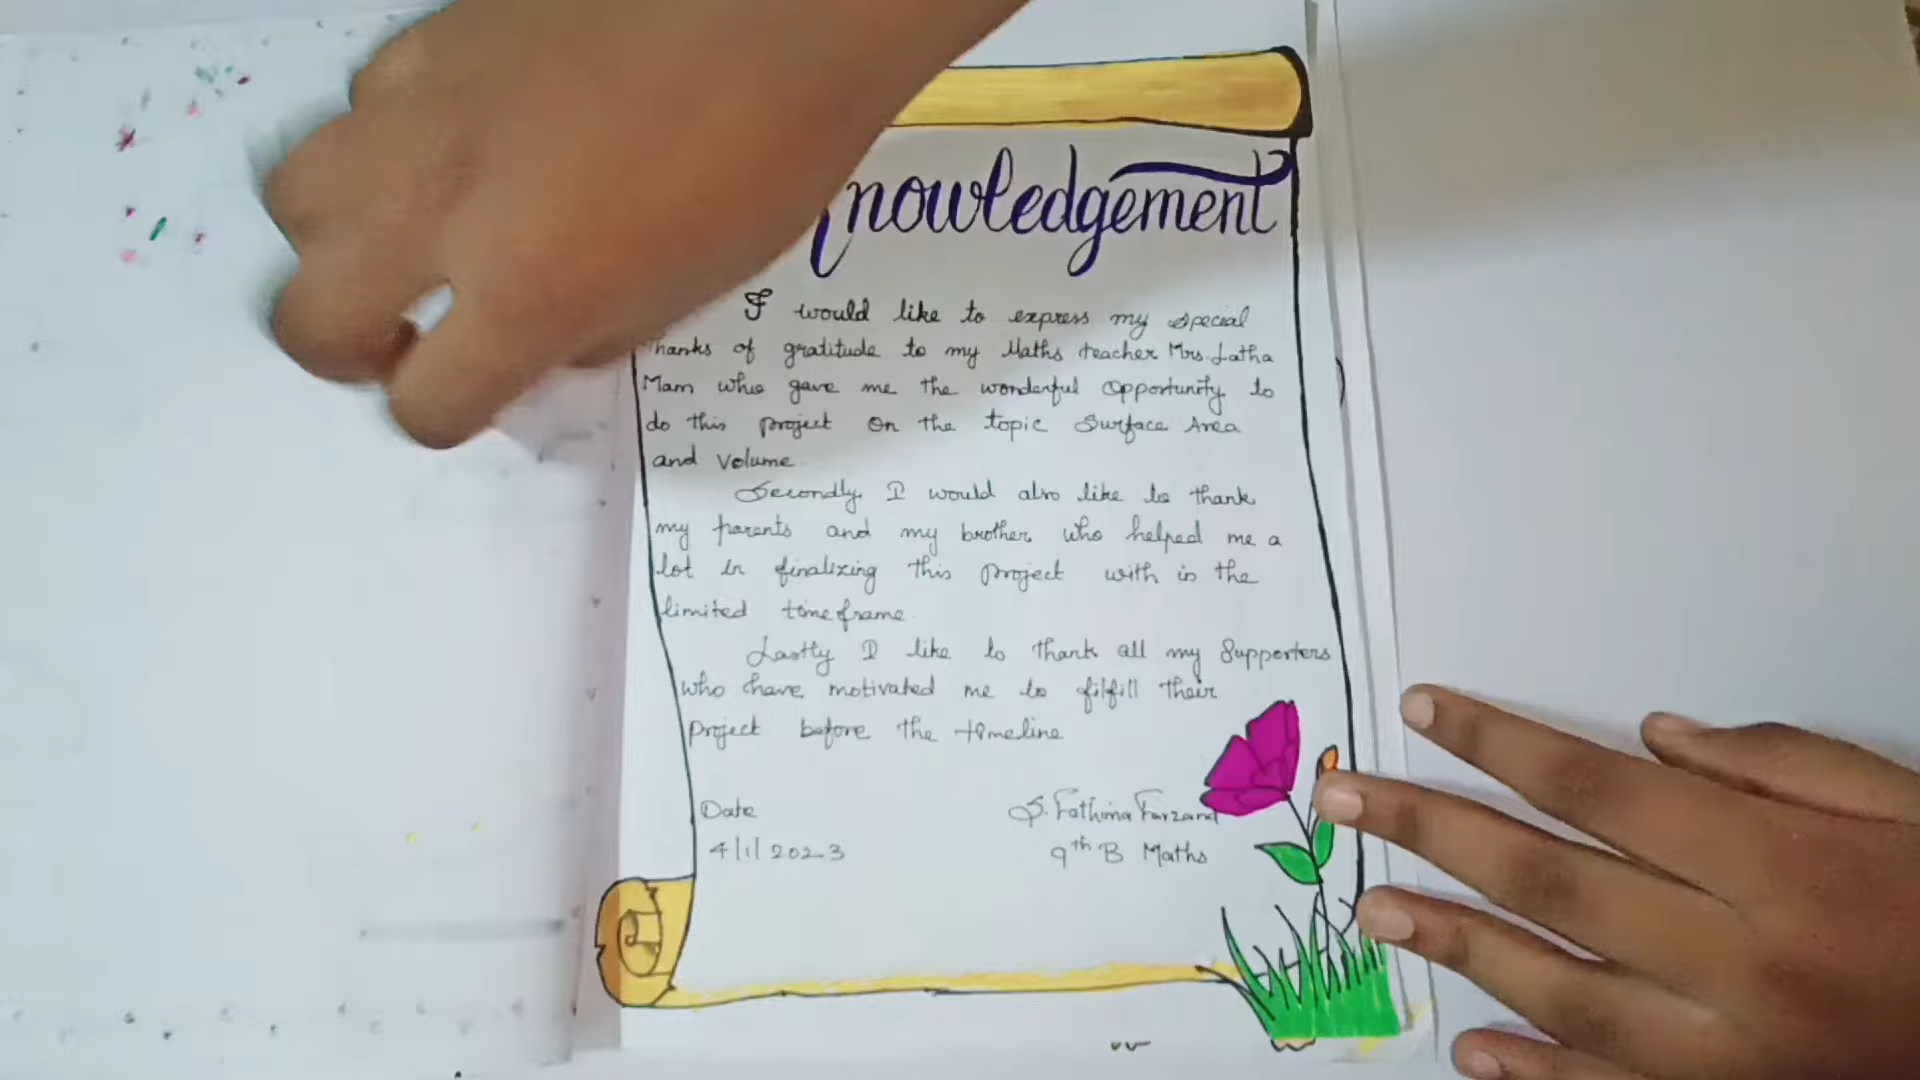 nowledgement
I would like to express my special
hanks of gratitude to my Maths teacher Mrs. Latha
Mam who gave me the wonderful Opportunity to
do this project on the topic Surface Area
and Volume
Secondly I would also like to thank
my parents and my brother who helped me a
lot in finalizing this project with in the
limited timeframe.
Lastly I like to thank all my Supporters
who have motivated me to filfill their
Project before the timeline
Date
S. Fathima Farzana
4/1/2023
9th B Maths